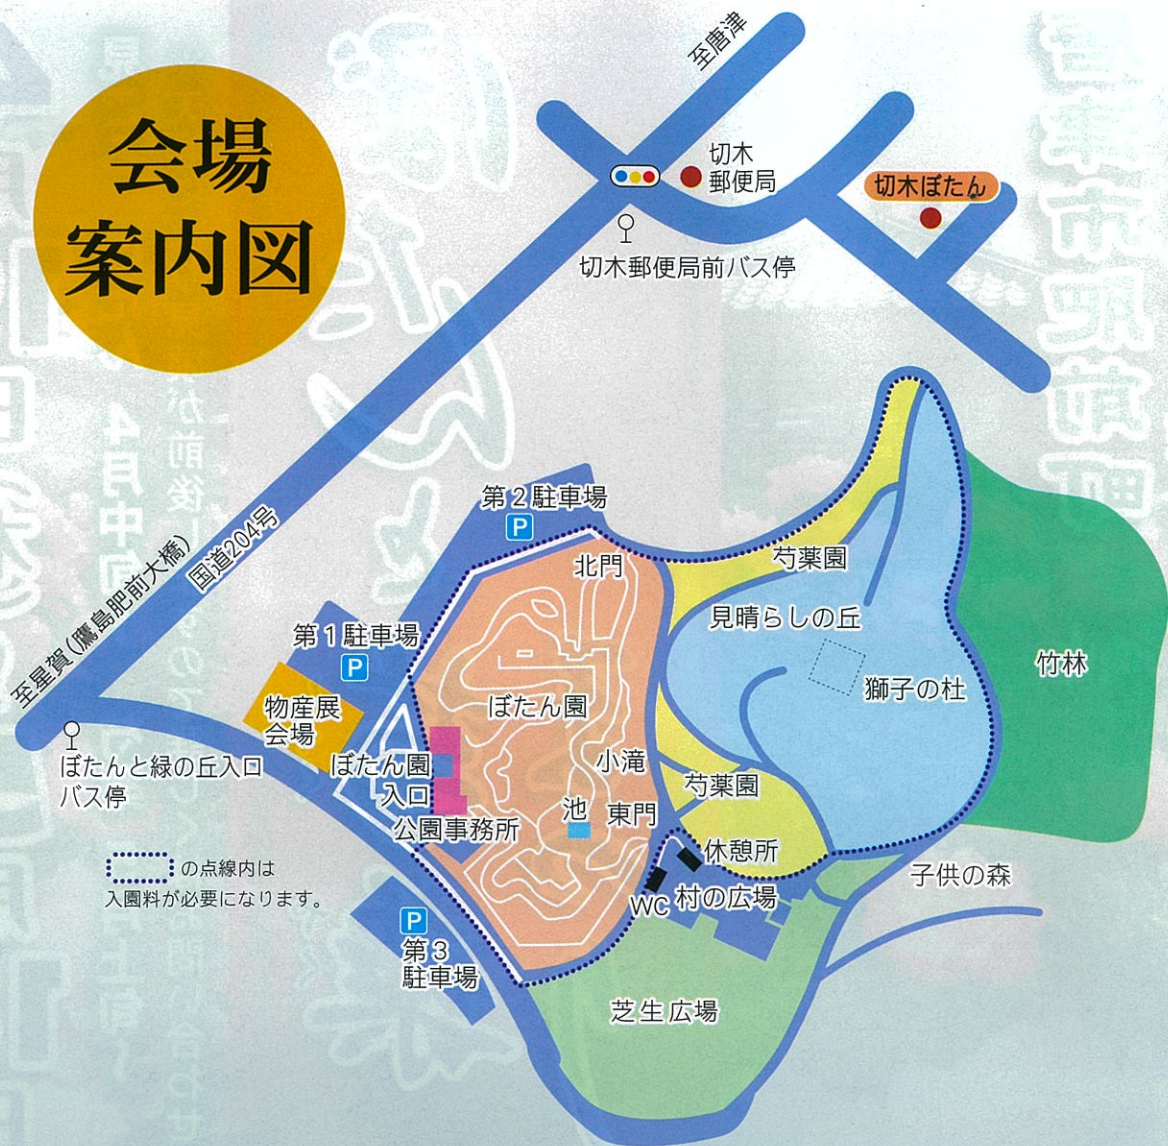 会場
案内図
至唐津
切木
郵便局
切木ぼたん
切木郵便局前バス停
国道204号
至星賀(鷹島肥前大橋)
第2駐車場
P
北門
芍薬園
見晴らしの丘
獅子の杜
竹林
第1駐車場
P
物産展
会場
ぼたん園
ぼたんと緑の丘入口
バス停
ぼたん園
入口
小滝
芍薬園
池
東門
公園事務所
休憩所
の点線内は
入園料が必要になります。
子供の森
WC
村の広場
P
第3
駐車場
芝生広場